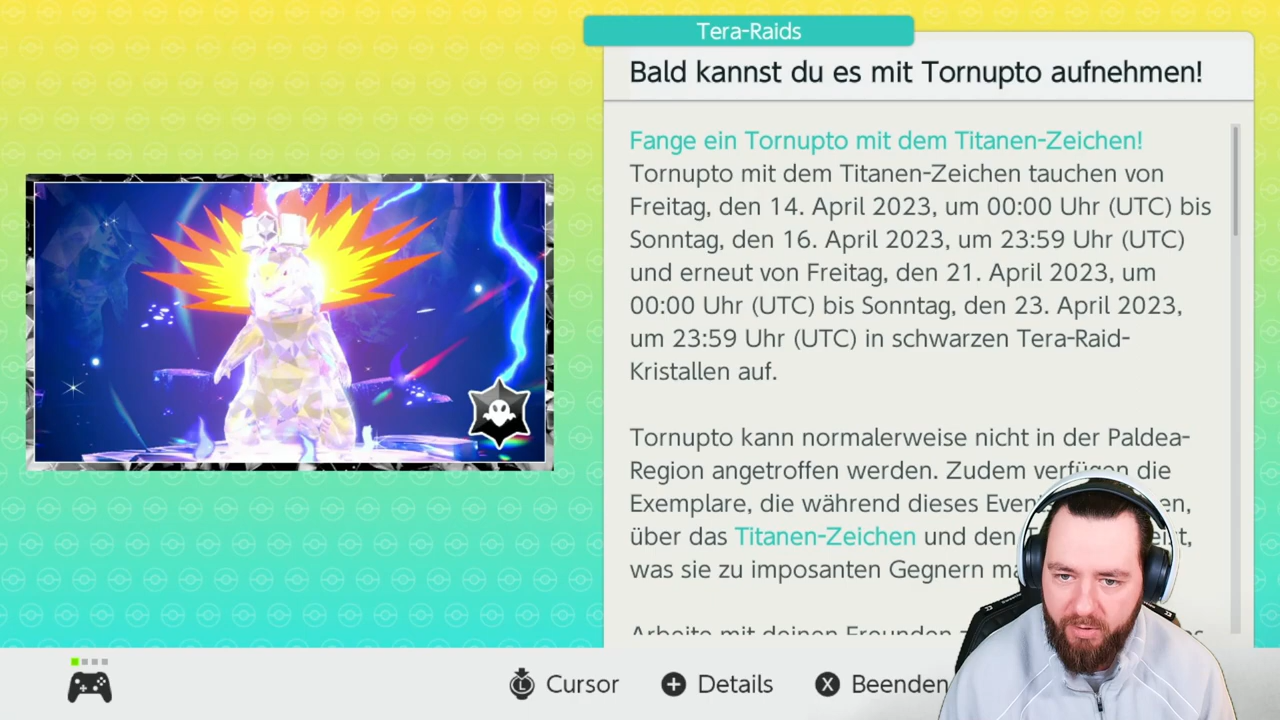 Tera-Raids
Bald kannst du es mit Tornupto aufnehmen!
Fange ein Tornupto mit dem Titanen-Zeichen!
Tornupto mit dem Titanen-Zeichen tauchen von
Freitag, den 14. April 2023, um 00:00 Uhr (UTC) bis
Sonntag, den 16. April 2023, um 23:59 Uhr (UTC)
und erneut von Freitag, den 21. April 2023, um
00:00 Uhr (UTC) bis Sonntag, den 23. April 2023,
um 23:59 Uhr (UTC) in schwarzen Tera-Raid-
Kristallen auf.
Tornupto kann normalerweise nicht in der Paldea-
Region angetroffen werden. Zudem verfügen die
Exemplare, die während dieses
über das Titanen-Zeichen und den
was sie zu imposanten Gegnern
Arbeite mit deinen Freunden
L Cursor
+ Details
X Beenden